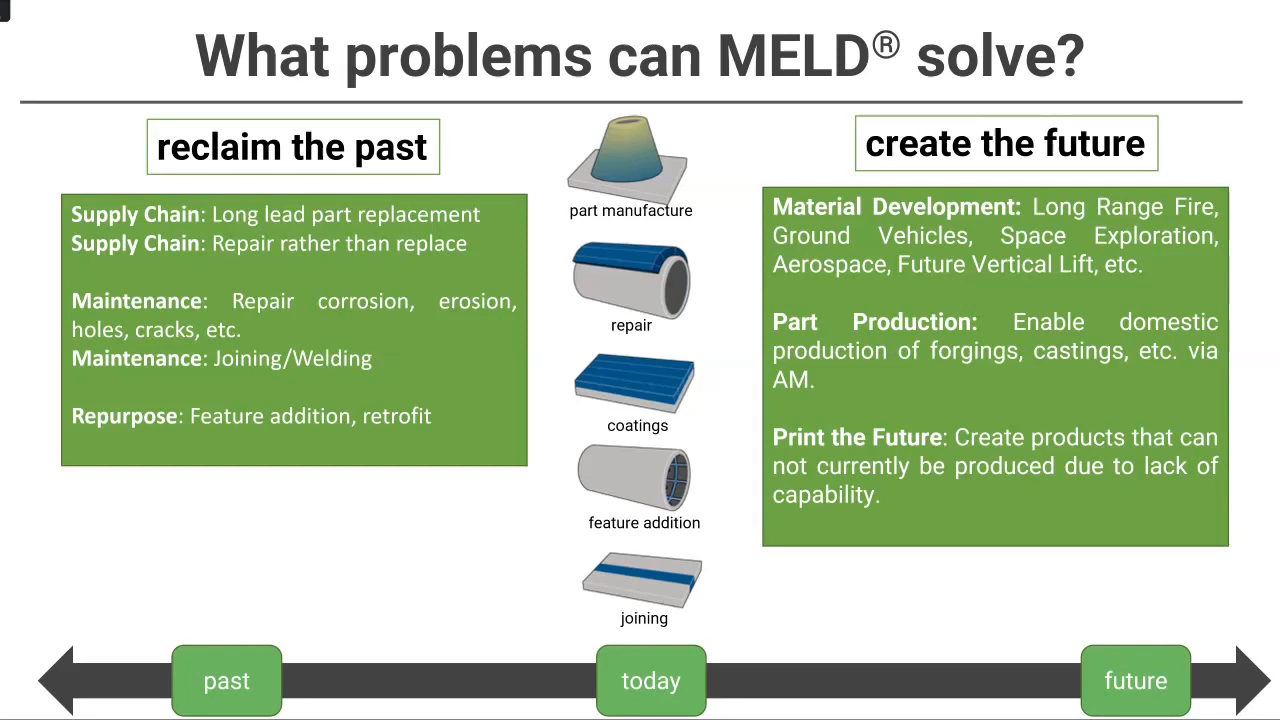 What problems can MELD® solve?
reclaim the past
Supply Chain: Long lead part replacement
Supply Chain: Repair rather than replace
Maintenance: Repair corrosion, erosion,
holes, cracks, etc.
Maintenance: Joining/Welding
Repurpose: Feature addition, retrofit
part manufacture
repair
coatings
feature addition
joining
create the future
Material Development: Long Range Fire,
Ground Vehicles, Space Exploration,
Aerospace, Future Vertical Lift, etc.
Part Production: Enable domestic
production of forgings, castings, etc. via
AM.
Print the Future: Create products that can
not currently be produced due to lack of
capability.
past
today
future